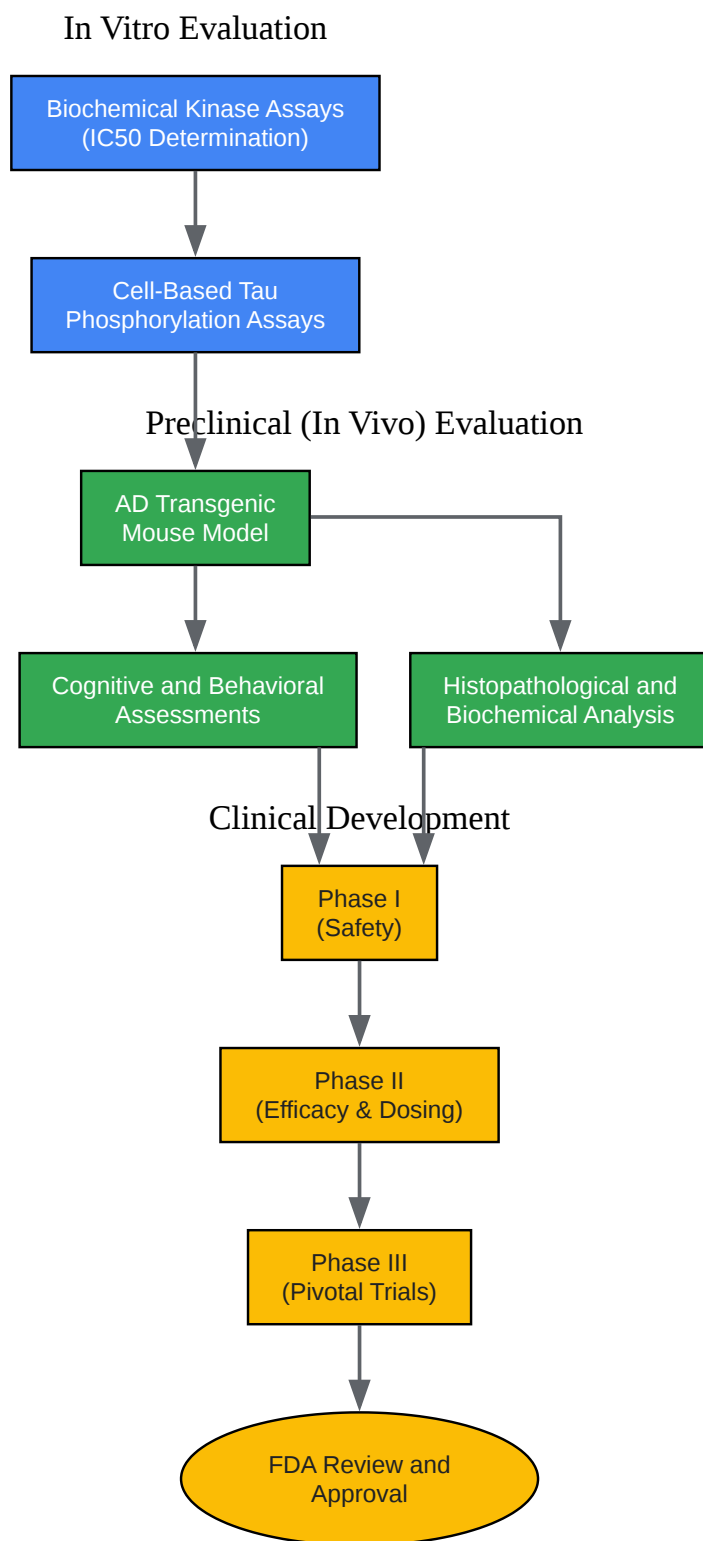 In Vitro Evaluation
Biochemical Kinase Assays
(IC50 Determination)
Cell-Based Tau
Phosphorylation Assays
Preclinical (In Vivo) Evaluation
AD Transgenic
Mouse Model
Cognitive and Behavioral
Assessments
Histopathological and
Biochemical Analysis
Clinical Development
Phase I
(Safety)
Phase II
(Efficacy & Dosing)
Phase III
(Pivotal Trials)
FDA Review and
Approval